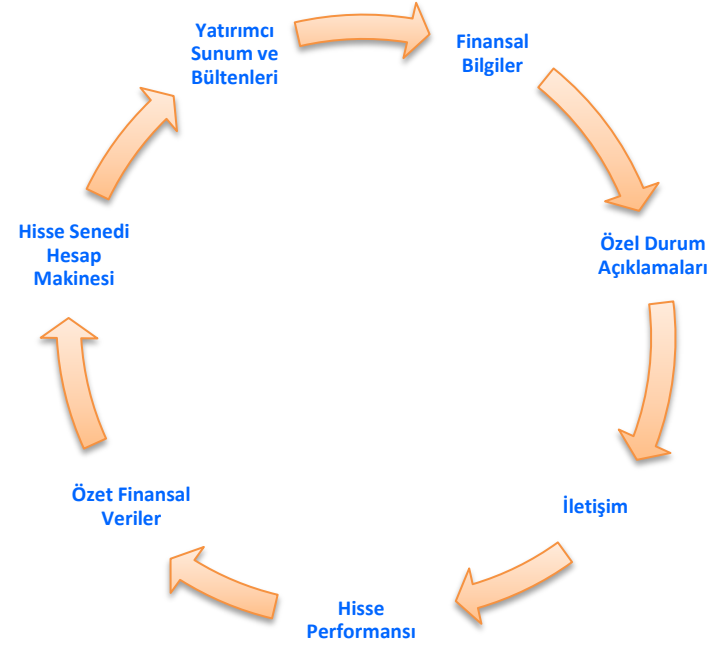 Yatırımcı
Sunum ve
Bültenleri
Finansal
Bilgiler
Özel Durum
Açıklamaları
İletişim
Hisse
Performansı
Özet Finansal
Veriler
Hisse Senedi
Hesap
Makinesi